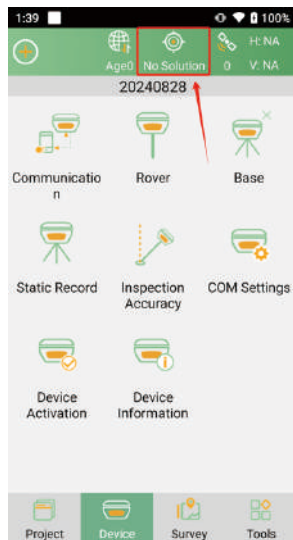 1:39 100%
H: NA
Age0 No Solution 0 V: NA
20240828
Communicatio
n
Rover
Base
Static Record
Inspection
Accuracy
COM Settings
Device
Activation
Device
Information
Project Device Survey Tools